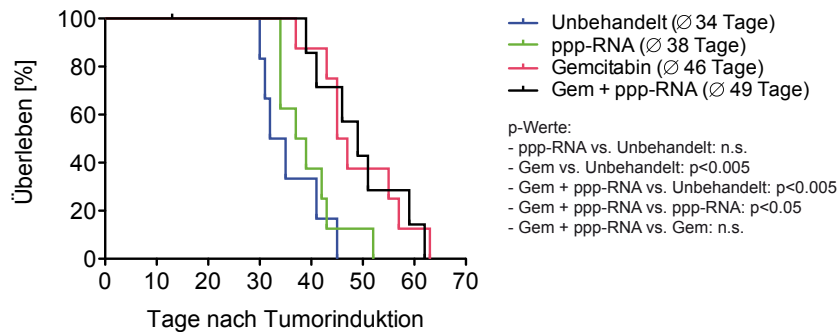 100
80
60
40
20
0
Überleben [%]
0 10 20 30 40 50 60 70
Tage nach Tumorinduktion
Unbehandelt (∅ 34 Tage)
ppp-RNA (∅ 38 Tage)
Gemcitabin (∅ 46 Tage)
Gem + ppp-RNA (∅ 49 Tage)
p-Werte:
- ppp-RNA vs. Unbehandelt: n.s.
- Gem vs. Unbehandelt: p<0.005
- Gem + ppp-RNA vs. Unbehandelt: p<0.005
- Gem + ppp-RNA vs. ppp-RNA: p<0.05
- Gem + ppp-RNA vs. Gem: n.s.